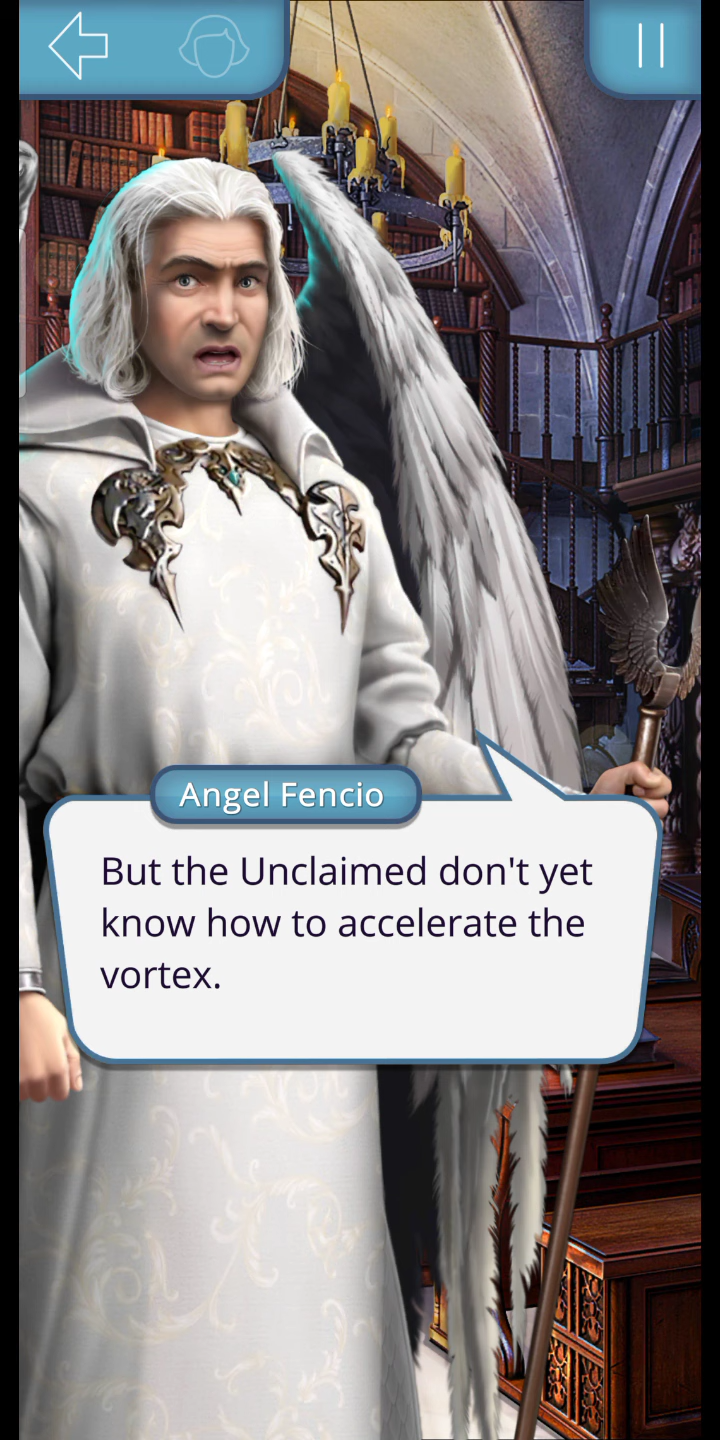 Angel Fencio
But the Unclaimed don't yet
know how to accelerate the
vortex.